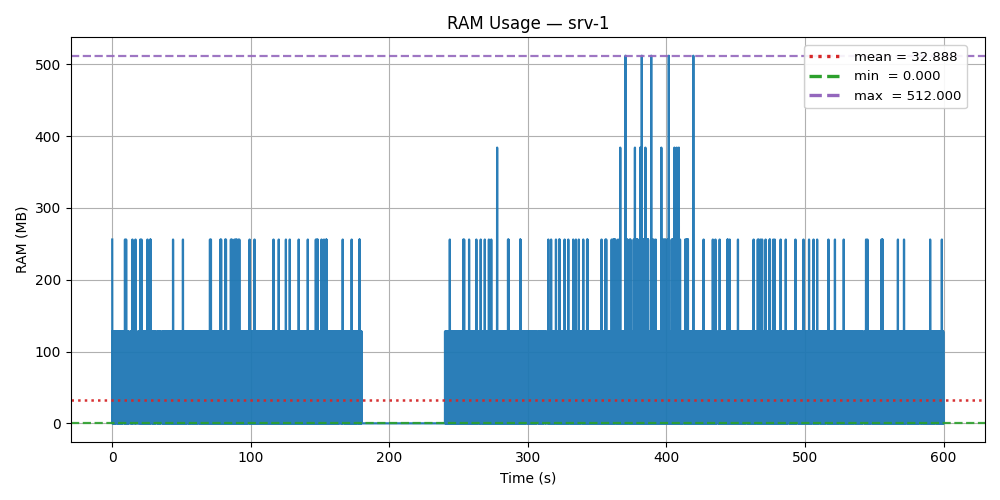 RAM Usage — srv-1
mean = 32.888
min  = 0.000
max  = 512.000
RAM (MB)
500
400
300
200
100
0
0 100 200 300 400 500 600
Time (s)